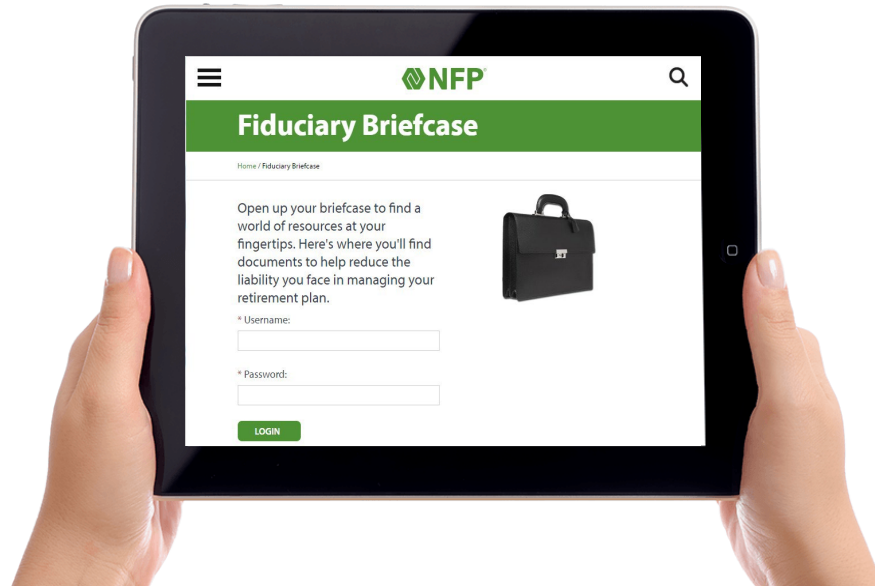 NFP
Fiduciary Briefcase
Home / Fiduciary Briefcase
Open up your briefcase to find a
world of resources at your
fingertips. Here's where you'll find
documents to help reduce the
liability you face in managing your
retirement plan.
* Username:
* Password:
LOGIN